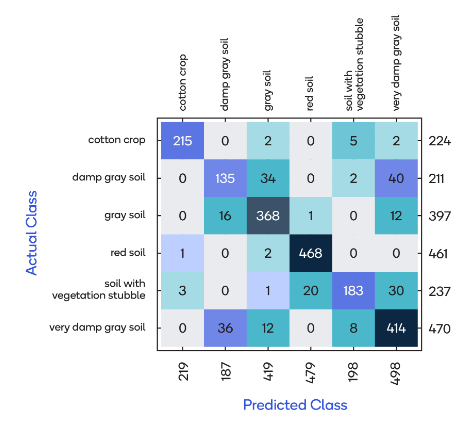 cotton crop
damp gray soil
gray soil
red soil
soil with
vegetation stubble
very damp gray soil
cotton crop 215 0 2 0 5 2 224
damp gray soil 0 135 34 0 2 40 211
gray soil 0 16 368 1 0 12 397
red soil 1 0 2 468 0 0 461
soil with
vegetation stubble 3 0 1 20 183 30 237
very damp gray soil 0 36 12 0 8 414 470
219 187 419 479 198 498
Actual Class
Predicted Class